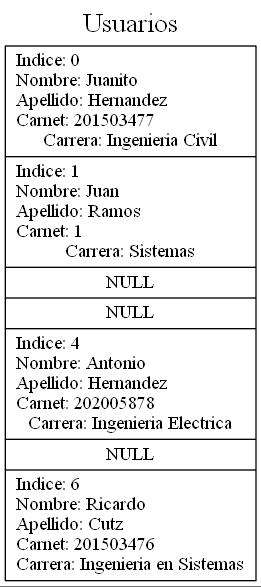 Usuarios
Indice: 0
Nombre: Juanito
Apellido: Hernandez
Carnet: 201503477
Carrera: Ingenieria Civil
Indice: 1
Nombre: Juan
Apellido: Ramos
Carnet: 1
Carrera: Sistemas
NULL
NULL
Indice: 4
Nombre: Antonio
Apellido: Hernandez
Carnet: 202005878
Carrera: Ingenieria Electrica
NULL
Indice: 6
Nombre: Ricardo
Apellido: Cutz
Carnet: 201503476
Carrera: Ingenieria en Sistemas